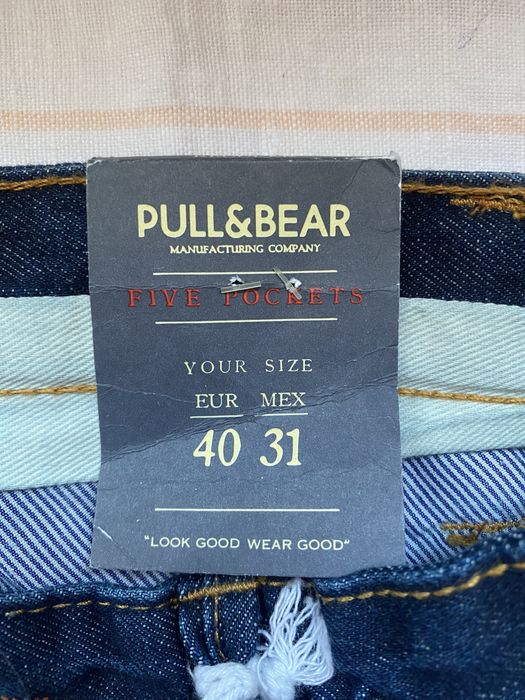 PULL&BEAR
MANUFACTURING COMPANY
FIVE POCKETS
YOUR SIZE
EUR MEX
40 31
"LOOK GOOD WEAR GOOD"